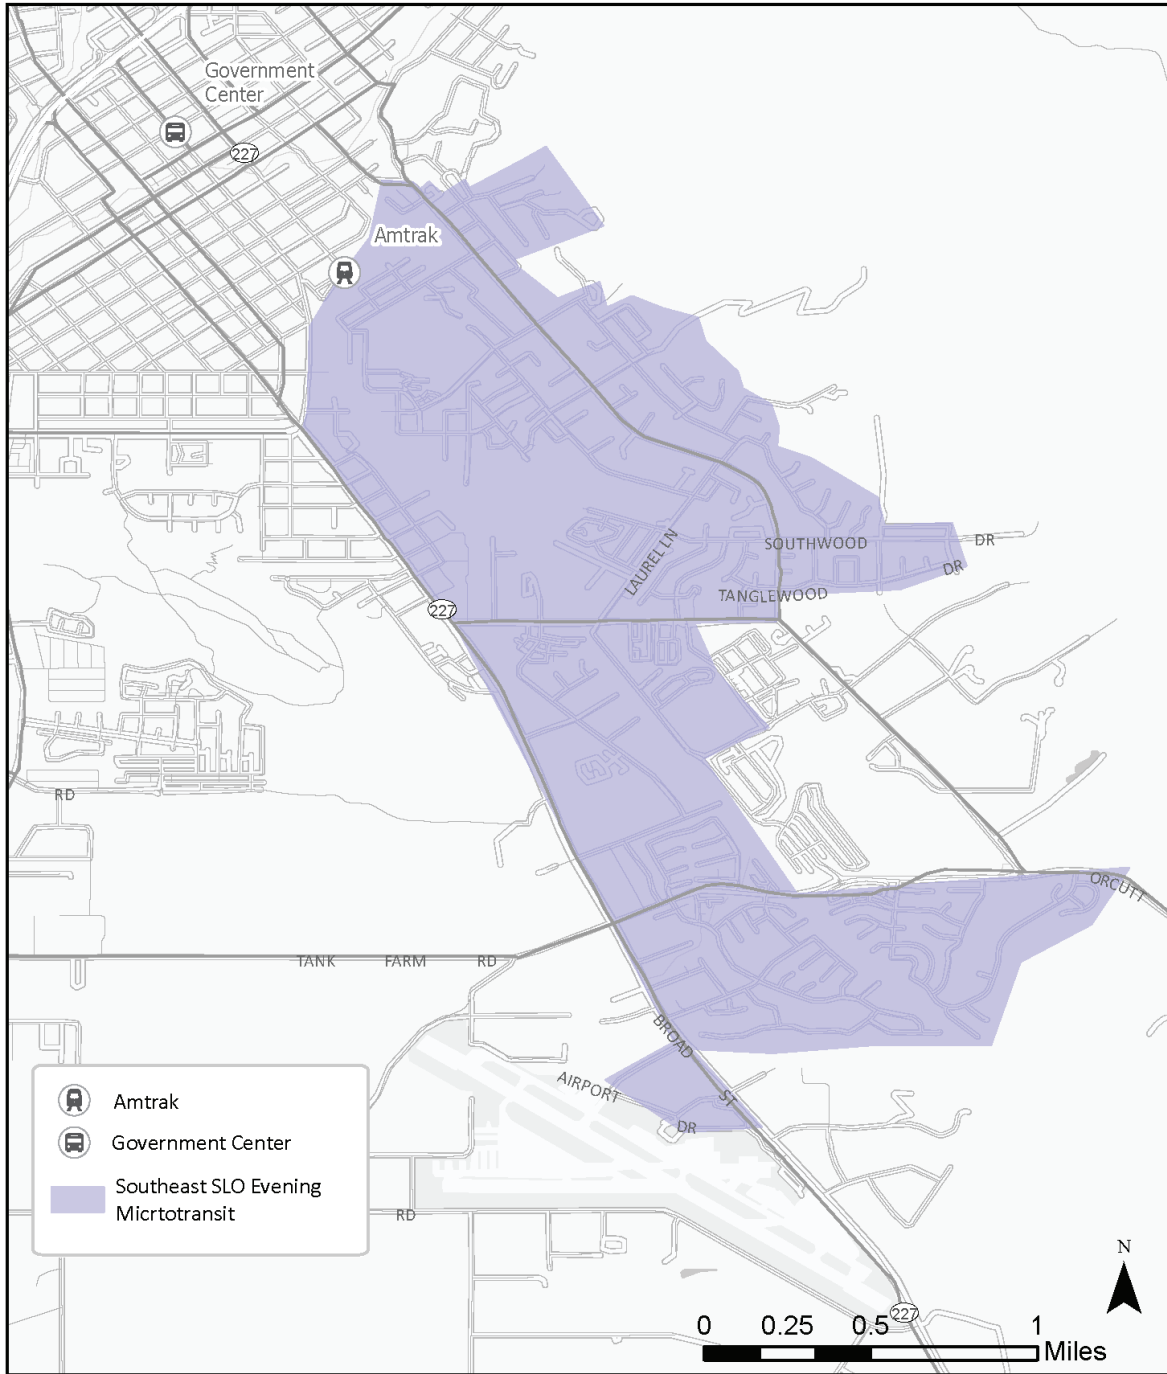 Government
Center
227
Amtrak
SOUTHWOOD DR
LAUREL LN
DR
TANGLEWOOD
227
RD
ORCUTT
TANK FARM RD
BROAD ST
AIRPORT DR
Amtrak
Government Center
Southeast SLO Evening
Micrtotransit
RD
N
227
0 0.25 0.5 1
Miles